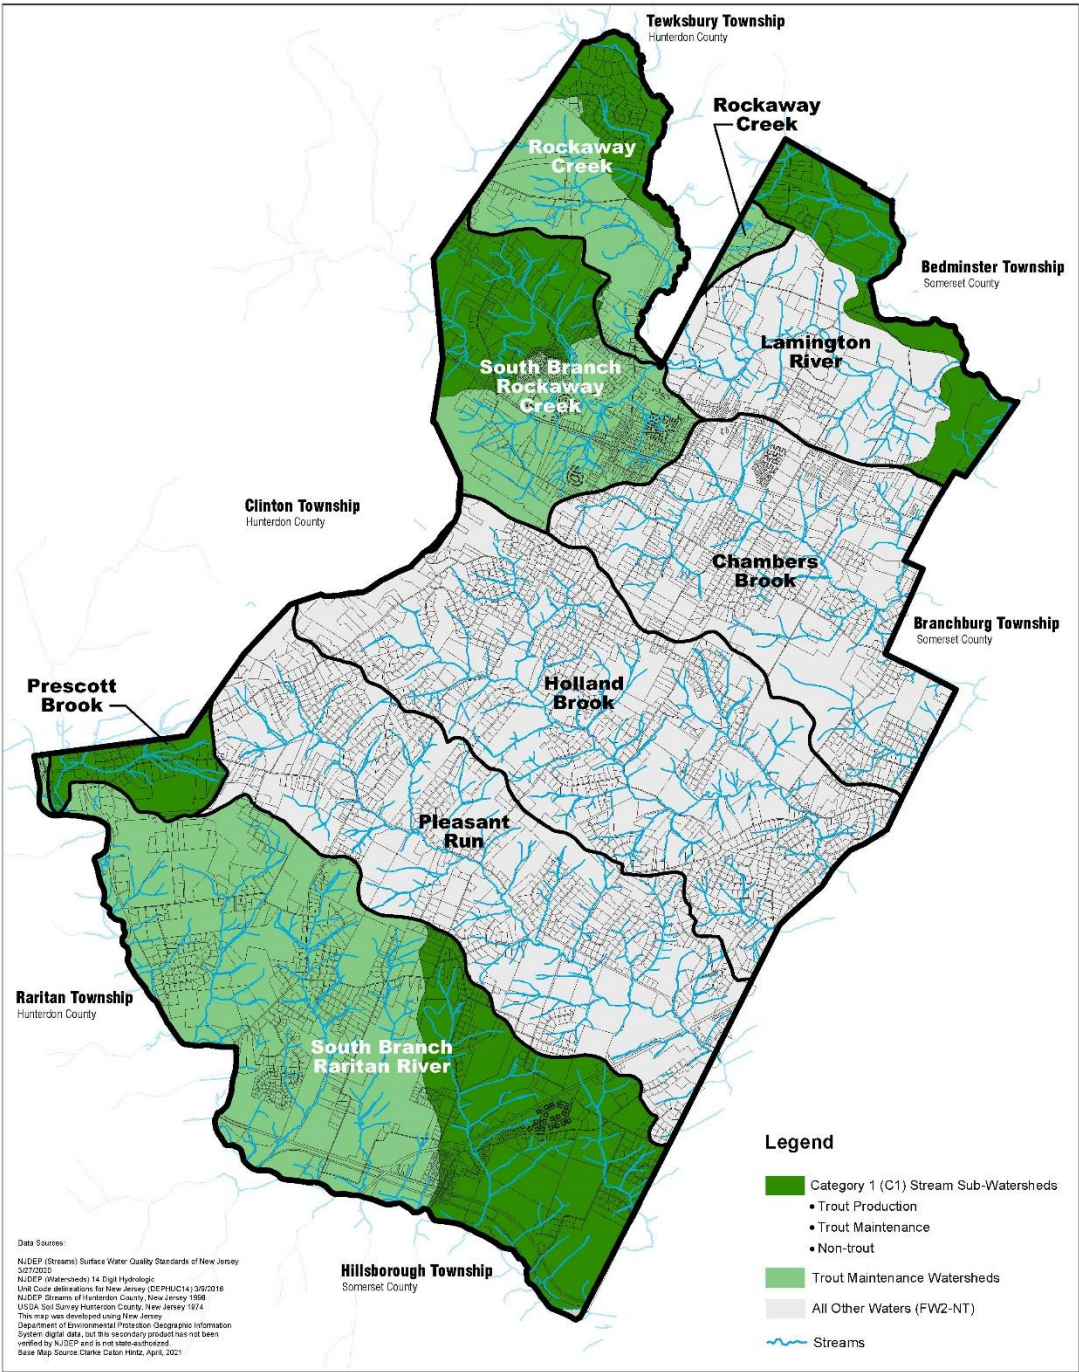 Tewksbury Township
Hunterdon County
Rockaway
Creek
Rockaway
Creek
Bedminster Township
Somerset County
Lamington
River
South Branch
Rockaway
Creek
Clinton Township
Hunterdon County
Chambers
Brook
Branchburg Township
Somerset County
Prescott
Brook
Holland
Brook
Pleasant
Run
Raritan Township
Hunterdon County
South Branch
Raritan River
Hillsborough Township
Somerset County
Legend
Category 1 (C1) Stream Sub-Watersheds
• Trout Production
• Trout Maintenance
• Non-trout
Trout Maintenance Watersheds
All Other Waters (FW2-NT)
Streams
Data Sources:
NJDEP (Streams) Surface Water Quality Standards of New Jersey
3/27/2020
NJDEP (Watersheds) 14 Digit Hydrologic
Unit Code delineations for New Jersey (DEPHUC14) 3/8/2016
NJDEP Streams of Hunterdon County, New Jersey 1998
USDA Soil Survey Hunterdon County, New Jersey 1974
This map was developed using New Jersey
Department of Environmental Protection Geographic Information
System digital data, but this secondary product has not been
verified by NJDEP and is not state-authorized.
Base Map Source:Clarke Caton Hintz, April, 2021